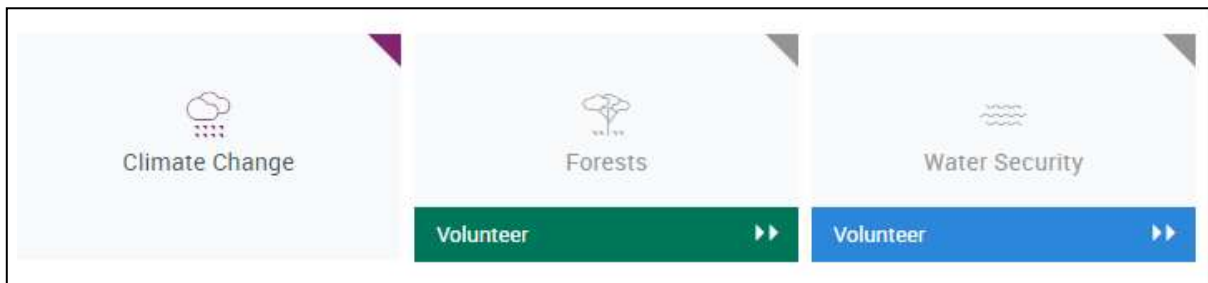 Climate Change
Forests
Water Security
Volunteer
Volunteer